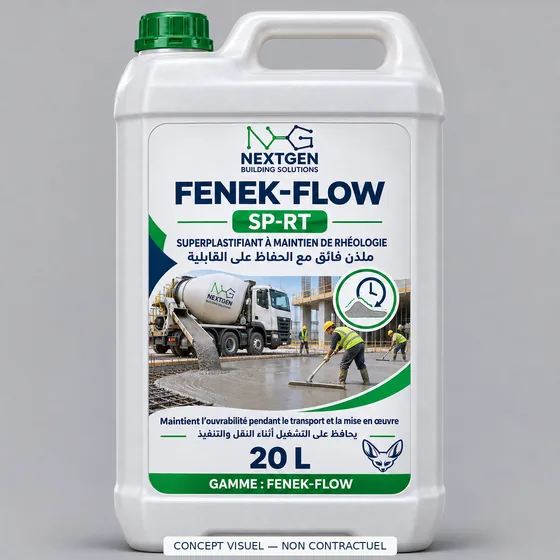 NEXTGEN
BUILDING SOLUTIONS
FENEK-FLOW
SP-RT
SUPERPLASTIFIANT À MAINTIEN DE RHÉOLOGIE
ملذن فائق مع الحفاظ على القابلية
NEXTGEN
Maintient l'ouvrabilité pendant le transport et la mise en œuvre
يحافظ على التشغيل أثناء النقل والتنفيذ
20 L
GAMME : FENEK-FLOW
CONCEPT VISUEL — NON CONTRACTUEL